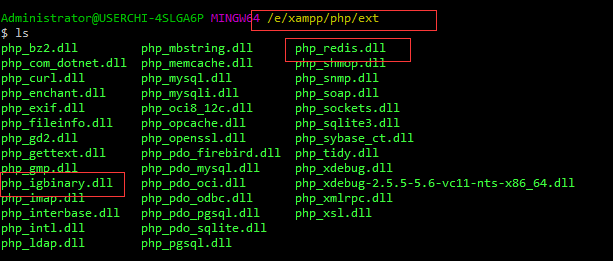 Administrator@USERCHI-4SLGA6P MINGW64 /e/xampp/php/ext
$ ls
php_bz2.dll php_mbstring.dll php_redis.dll
php_com_dotnet.dll php_memcache.dll php_shmop.dll
php_curl.dll php_mysql.dll php_snmp.dll
php_enchant.dll php_mysqli.dll php_soap.dll
php_exif.dll php_oci8_12c.dll php_sockets.dll
php_fileinfo.dll php_opcache.dll php_sqlite3.dll
php_gd2.dll php_openssl.dll php_sybase_ct.dll
php_gettext.dll php_pdo_firebird.dll php_tidy.dll
php_gmp.dll php_pdo_mysql.dll php_xdebug.dll
php_igbinary.dll php_pdo_oci.dll php_xdebug-2.5.5-5.6-vc11-nts-x86_64.dll
php_imap.dll php_pdo_odbc.dll php_xmlrpc.dll
php_interbase.dll php_pdo_pgsql.dll php_xsl.dll
php_intl.dll php_pdo_sqlite.dll
php_ldap.dll php_pgsql.dll